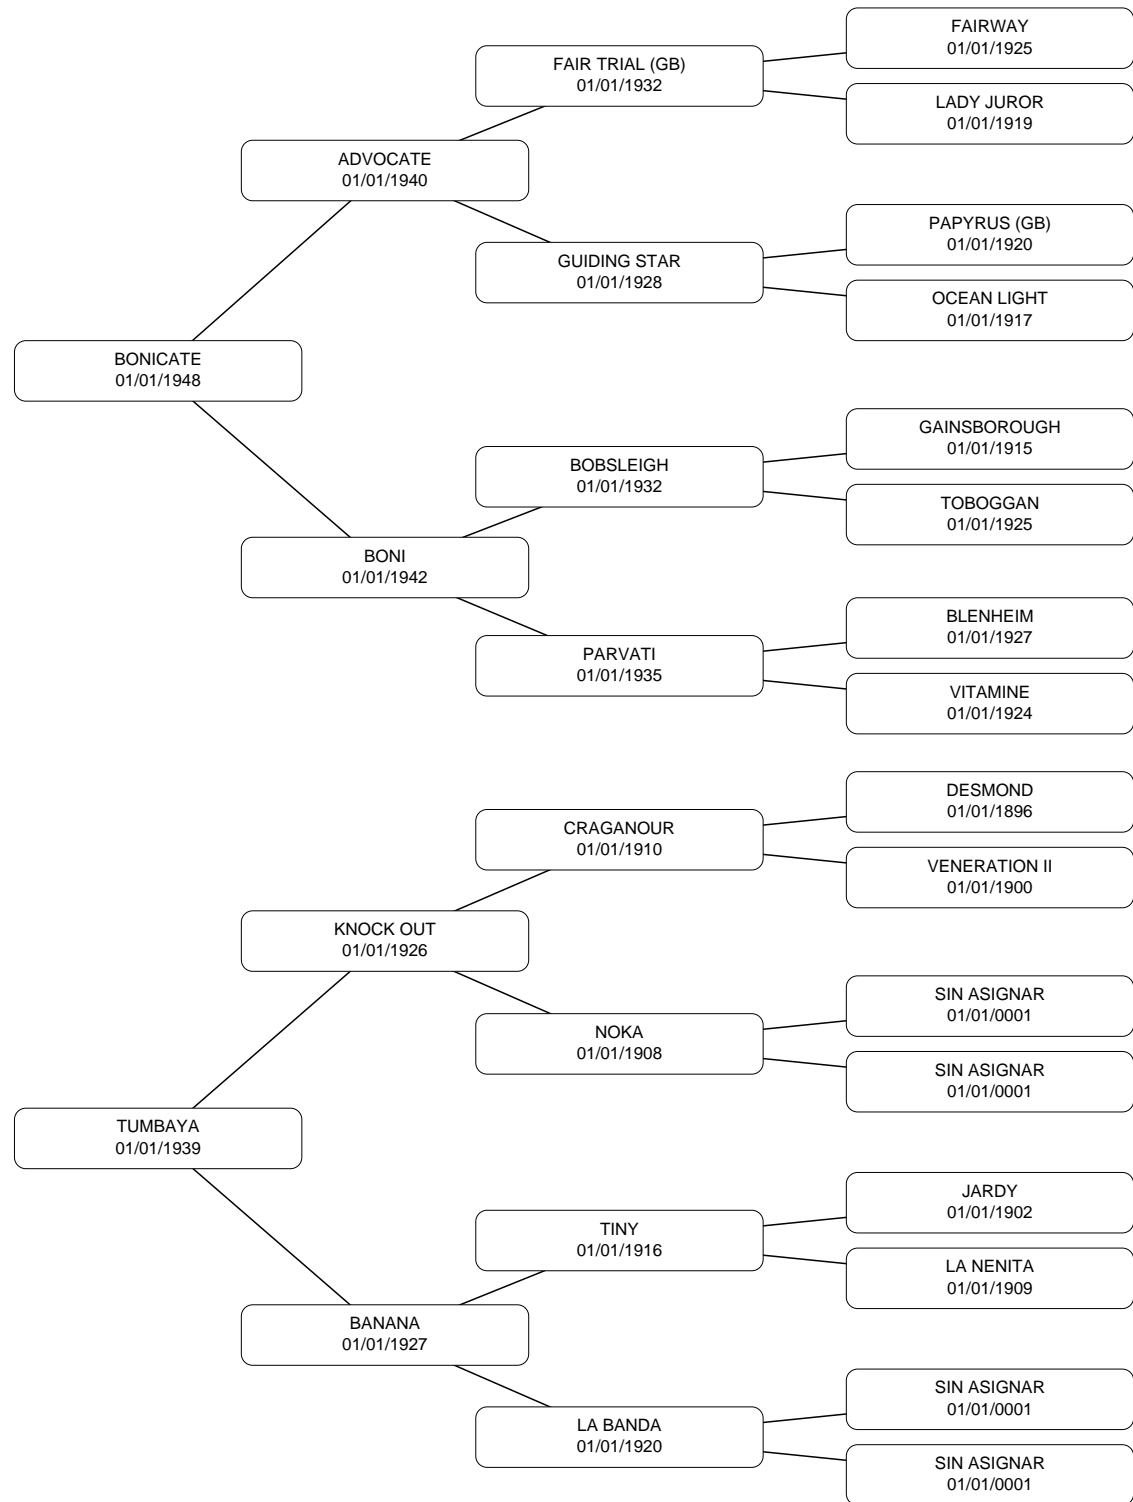 FAIRWAY
01/01/1925
FAIR TRIAL (GB)
01/01/1932
LADY JUROR
01/01/1919
ADVOCATE
01/01/1940
PAPYRUS (GB)
01/01/1920
GUIDING STAR
01/01/1928
OCEAN LIGHT
01/01/1917
BONICATE
01/01/1948
GAINSBOROUGH
01/01/1915
BOBSLEIGH
01/01/1932
TOBOGGAN
01/01/1925
BONI
01/01/1942
BLENHEIM
01/01/1927
PARVATI
01/01/1935
VITAMINE
01/01/1924
DESMOND
01/01/1896
CRAGANOUR
01/01/1910
VENERATION II
01/01/1900
KNOCK OUT
01/01/1926
SIN ASIGNAR
01/01/0001
NOKA
01/01/1908
SIN ASIGNAR
01/01/0001
TUMBAYA
01/01/1939
JARDY
01/01/1902
TINY
01/01/1916
LA NENITA
01/01/1909
BANANA
01/01/1927
SIN ASIGNAR
01/01/0001
LA BANDA
01/01/1920
SIN ASIGNAR
01/01/0001